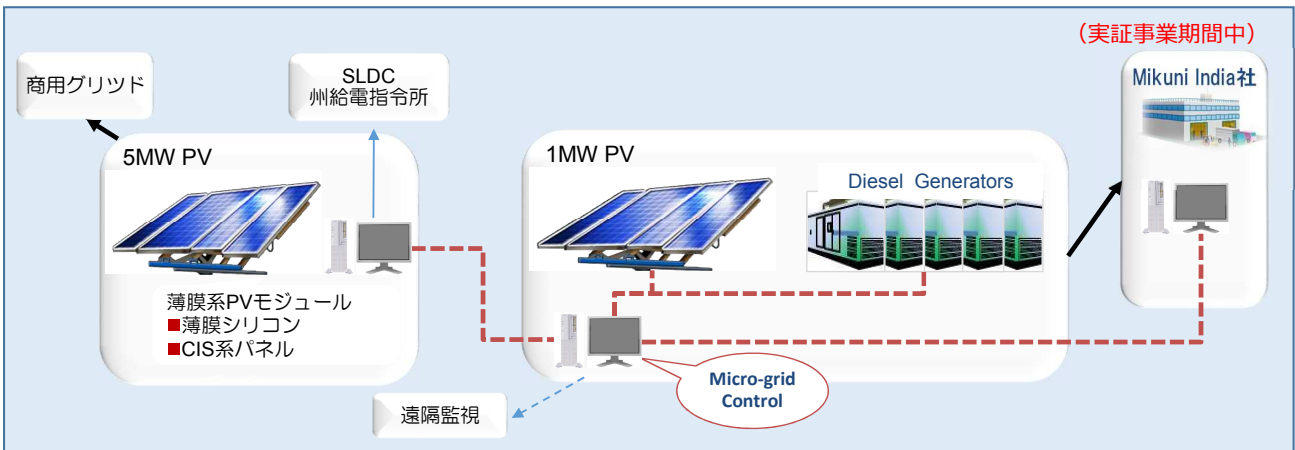 （実証事業期間中）
商用グリツド
SLDC
州給電指令所
Mikuni India社
5MW PV
1MW PV
Diesel Generators
薄膜系PVモジュール
■薄膜シリコン
■CIS系パネル
Micro-grid
Control
遠隔監視